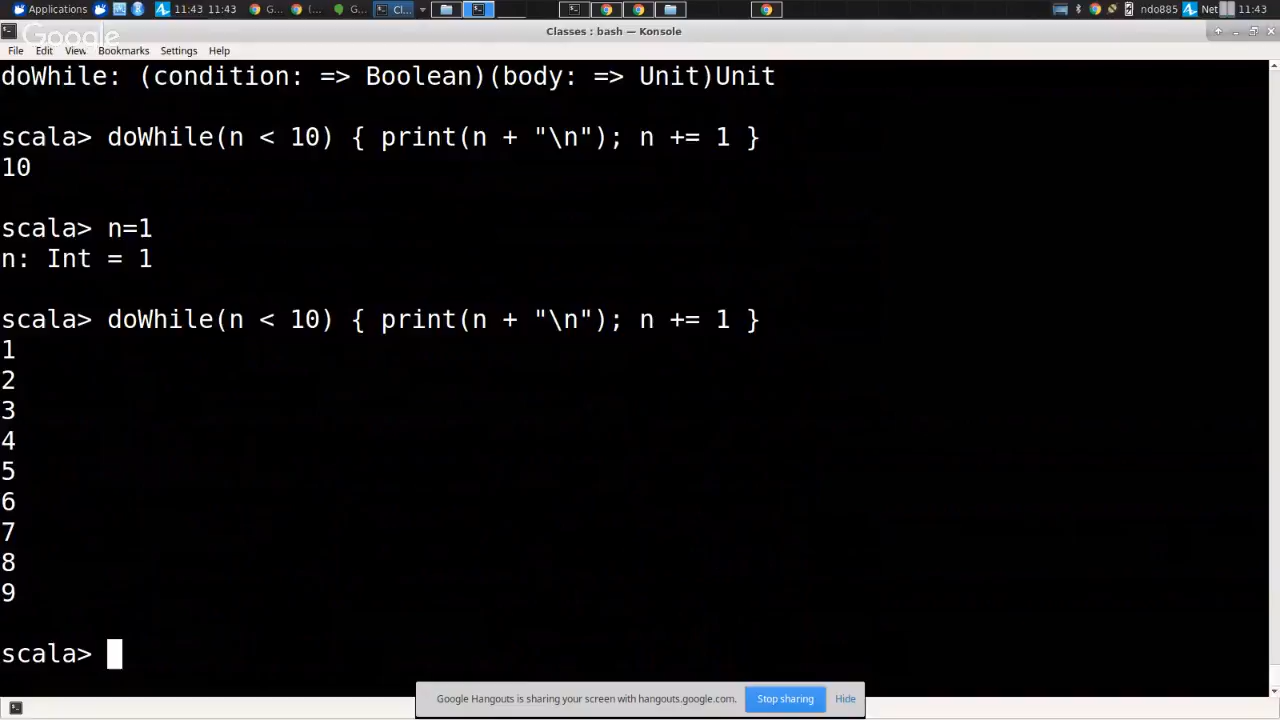 Applications 11:43 11:43 G... (... G... Cl... ndo885 Net 11:43
Google
Classes : bash — Konsole
File Edit View Bookmarks Settings Help
doWhile: (condition: => Boolean)(body: => Unit)Unit
scala> doWhile(n < 10) { print(n + "\n"); n += 1 }
10
scala> n=1
n: Int = 1
scala> doWhile(n < 10) { print(n + "\n"); n += 1 }
1
2
3
4
5
6
7
8
9
scala>
Google Hangouts is sharing your screen with hangouts.google.com. Stop sharing Hide